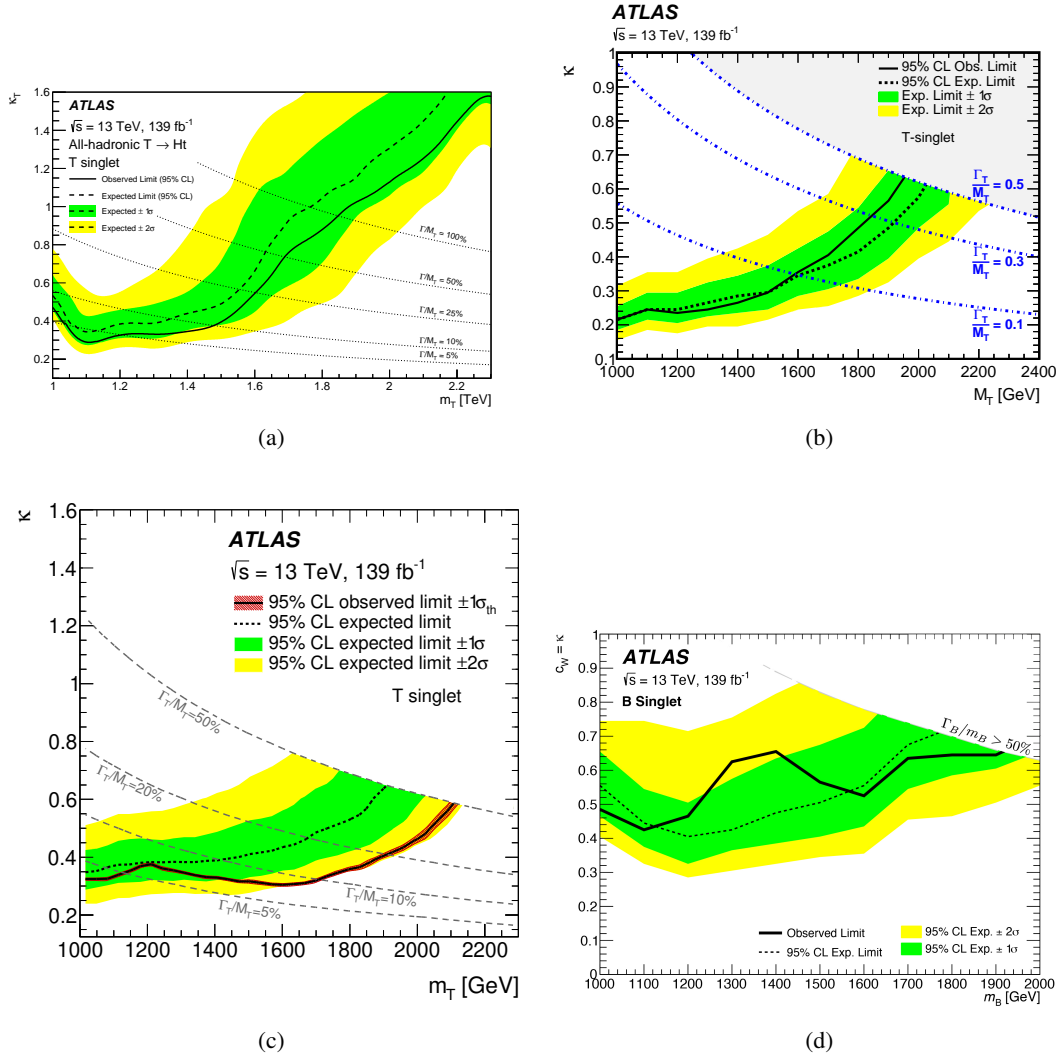 ATLAS
√s = 13 TeV, 139 fb⁻¹
All-hadronic T → Ht
T singlet
Observed Limit (95% CL)
Expected Limit (95% CL)
Expected ± 1σ
Expected ± 2σ
Γ/M_T = 100%
Γ/M_T = 50%
Γ/M_T = 25%
Γ/M_T = 10%
Γ/M_T = 5%
κ_T
1.6
1.4
1.2
1
0.8
0.6
0.4
0.2
1 1.2 1.4 1.6 1.8 2 2.2
m_T [TeV]
(a)
ATLAS
√s = 13 TeV, 139 fb⁻¹
κ
95% CL Obs. Limit
95% CL Exp. Limit
Exp. Limit ± 1σ
Exp. Limit ± 2σ
T-singlet
Γ_T/M_T = 0.5
Γ_T/M_T = 0.3
Γ_T/M_T = 0.1
1
0.9
0.8
0.7
0.6
0.5
0.4
0.3
0.2
0.1
1000 1200 1400 1600 1800 2000 2200 2400
M_T [GeV]
(b)
κ
ATLAS
√s = 13 TeV, 139 fb⁻¹
95% CL observed limit ±1σ_th
95% CL expected limit
95% CL expected limit ±1σ
95% CL expected limit ±2σ
T singlet
Γ_T/M_T=50%
Γ_T/M_T=20%
Γ_T/M_T=10%
Γ_T/M_T=5%
1.6
1.4
1.2
1
0.8
0.6
0.4
0.2
1000 1200 1400 1600 1800 2000 2200
m_T [GeV]
(c)
c_W = κ
ATLAS
√s = 13 TeV, 139 fb⁻¹
B Singlet
Γ_B/m_B > 50%
Observed Limit
95% CL Exp. Limit
95% CL Exp. ± 2σ
95% CL Exp. ± 1σ
1
0.9
0.8
0.7
0.6
0.5
0.4
0.3
0.2
0.1
0
1000 1100 1200 1300 1400 1500 1600 1700 1800 1900 2000
m_B [GeV]
(d)